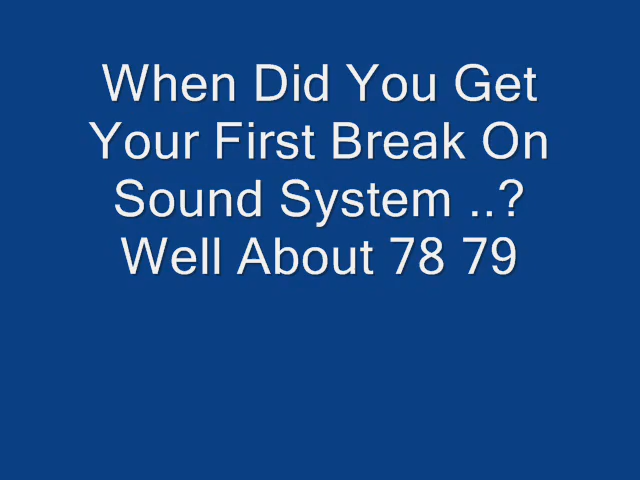 When Did You Get
Your First Break On
Sound System ..?
Well About 78 79